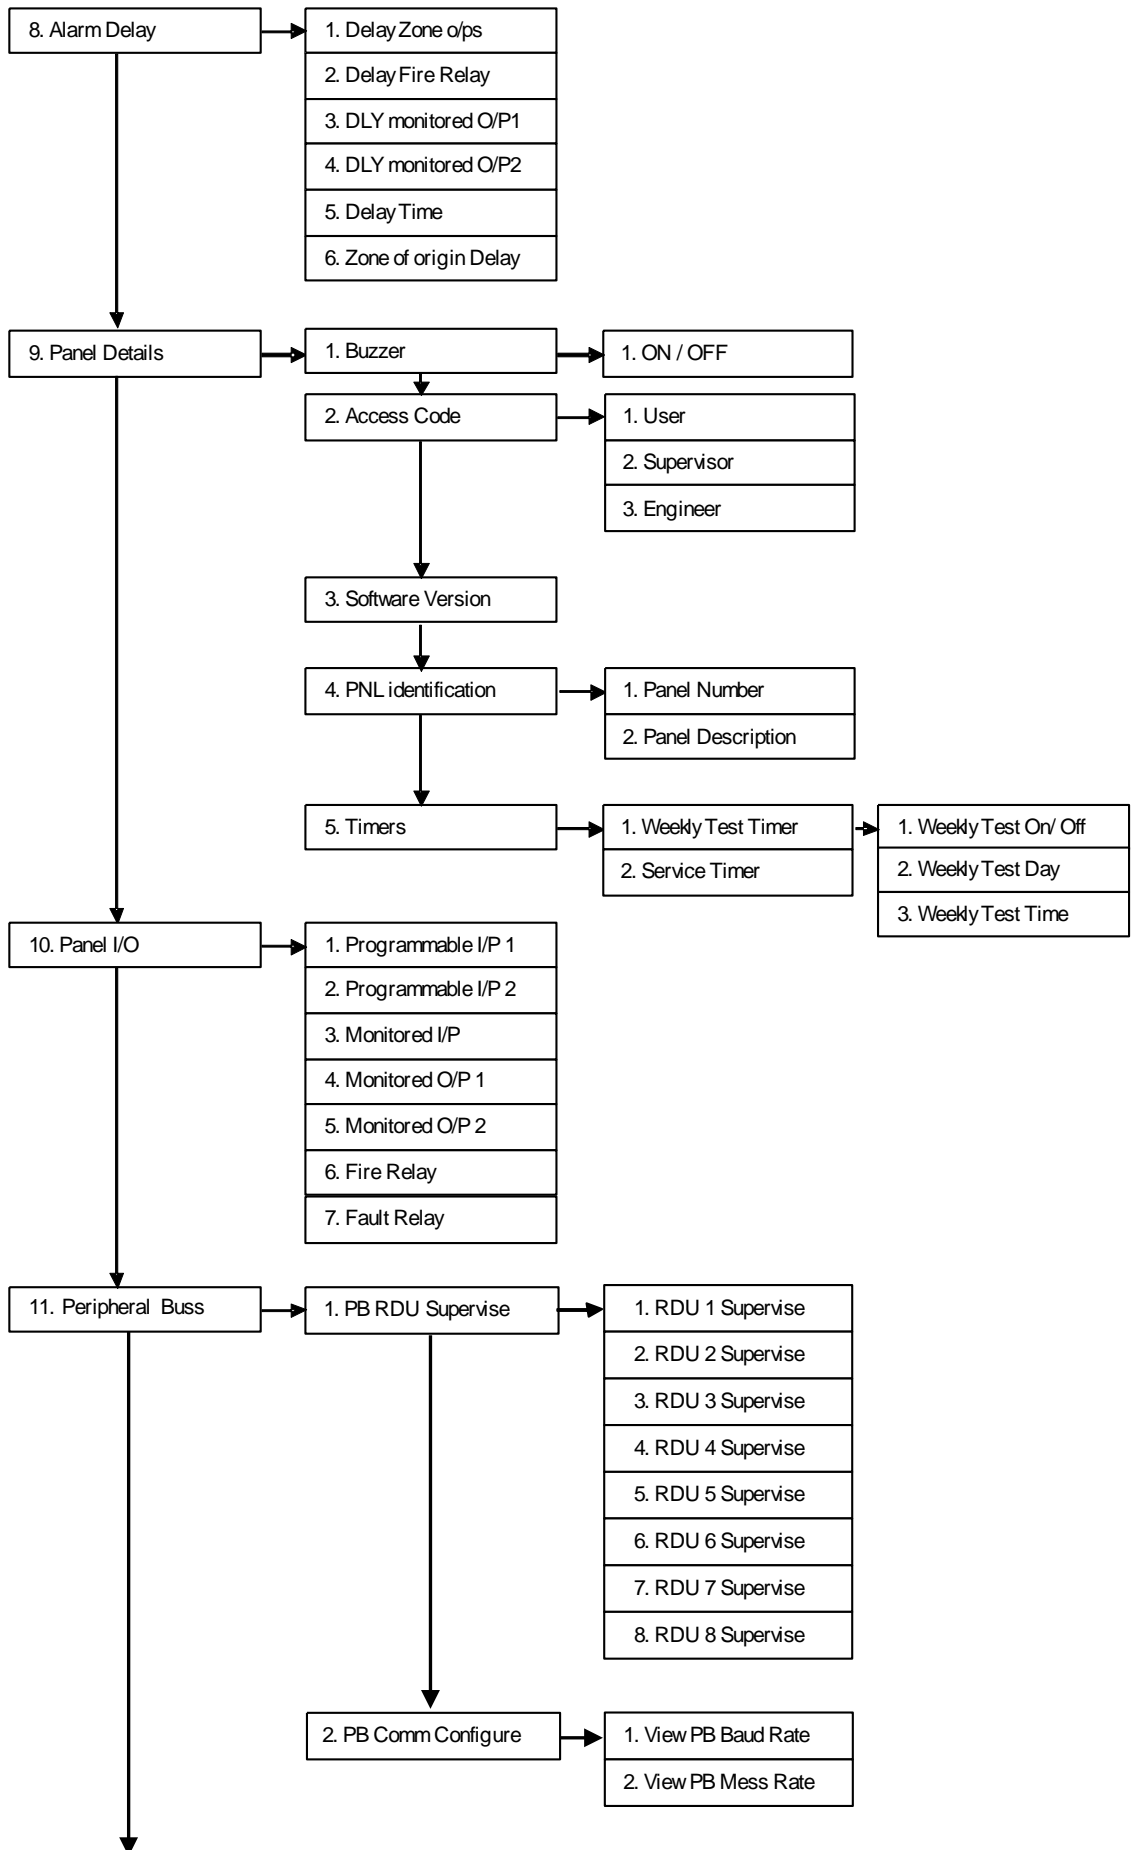 8. Alarm Delay
1. Delay Zone o/ps
2. Delay Fire Relay
3. DLY monitored O/P1
4. DLY monitored O/P2
5. Delay Time
6. Zone of origin Delay
9. Panel Details
1. Buzzer
1. ON / OFF
2. Access Code
1. User
2. Supervisor
3. Engineer
3. Software Version
4. PNL identification
1. Panel Number
2. Panel Description
5. Timers
1. Weekly Test Timer
2. Service Timer
1. Weekly Test On/ Off
2. Weekly Test Day
3. Weekly Test Time
10. Panel I/O
1. Programmable I/P 1
2. Programmable I/P 2
3. Monitored I/P
4. Monitored O/P 1
5. Monitored O/P 2
6. Fire Relay
7. Fault Relay
11. Peripheral Buss
1. PB RDU Supervise
1. RDU 1 Supervise
2. RDU 2 Supervise
3. RDU 3 Supervise
4. RDU 4 Supervise
5. RDU 5 Supervise
6. RDU 6 Supervise
7. RDU 7 Supervise
8. RDU 8 Supervise
2. PB Comm Configure
1. View PB Baud Rate
2. View PB Mess Rate